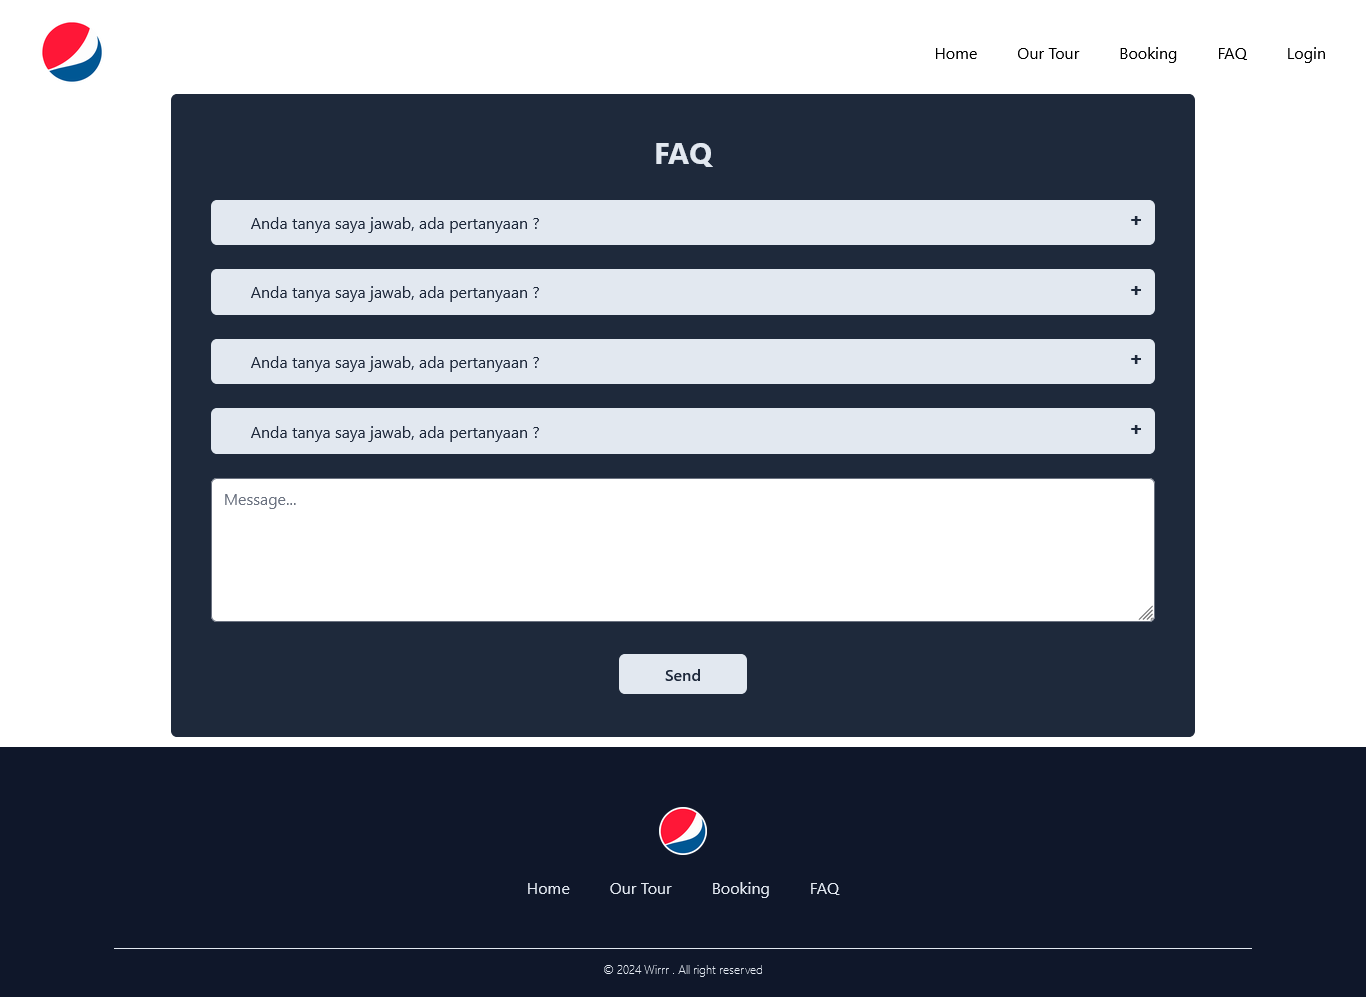 Home Our Tour Booking FAQ Login
FAQ
Anda tanya saya jawab, ada pertanyaan ? +
Anda tanya saya jawab, ada pertanyaan ? +
Anda tanya saya jawab, ada pertanyaan ? +
Anda tanya saya jawab, ada pertanyaan ? +
Message...
Send
Home Our Tour Booking FAQ
© 2024 Wirrr . All right reserved